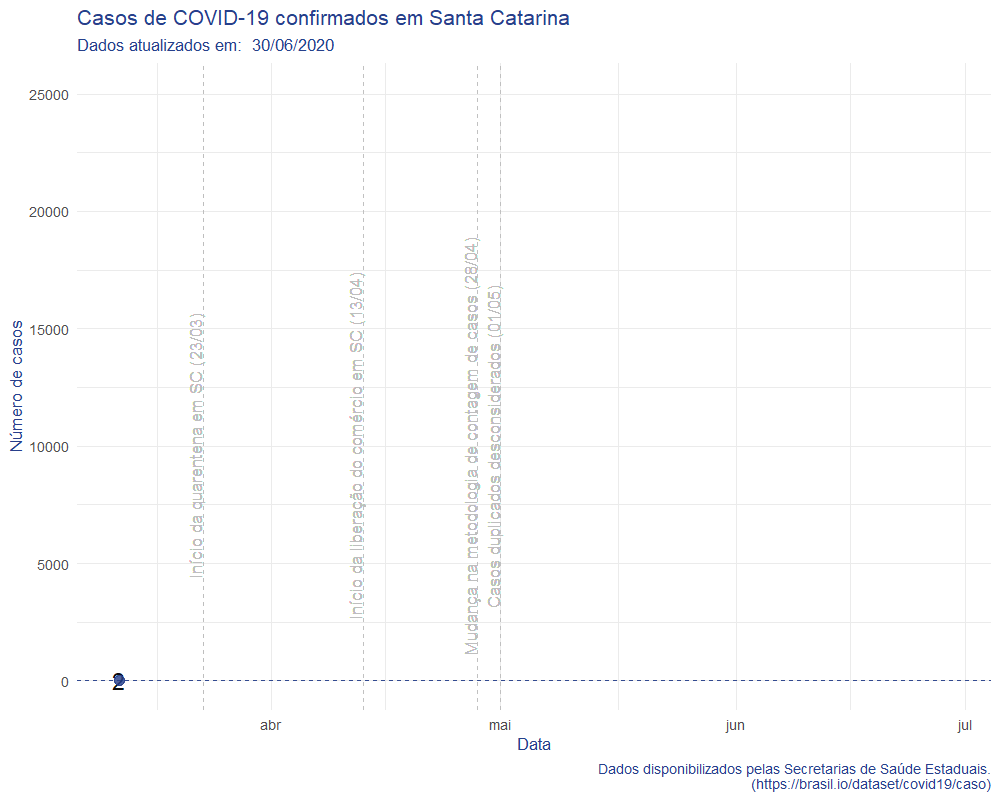 Casos de COVID-19 confirmados em Santa Catarina
Dados atualizados em:  30/06/2020
Número de casos
25000
20000
15000
10000
5000
0
Início da quarentena em SC (23/03)
Início da liberação do comércio em SC (13/04)
Mudança na metodologia de contagem de casos (28/04)
Casos duplicados desconsiderados (01/05)
2
abr
mai
jun
jul
Data
Dados disponibilizados pelas Secretarias de Saúde Estaduais.
(https://brasil.io/dataset/covid19/caso)